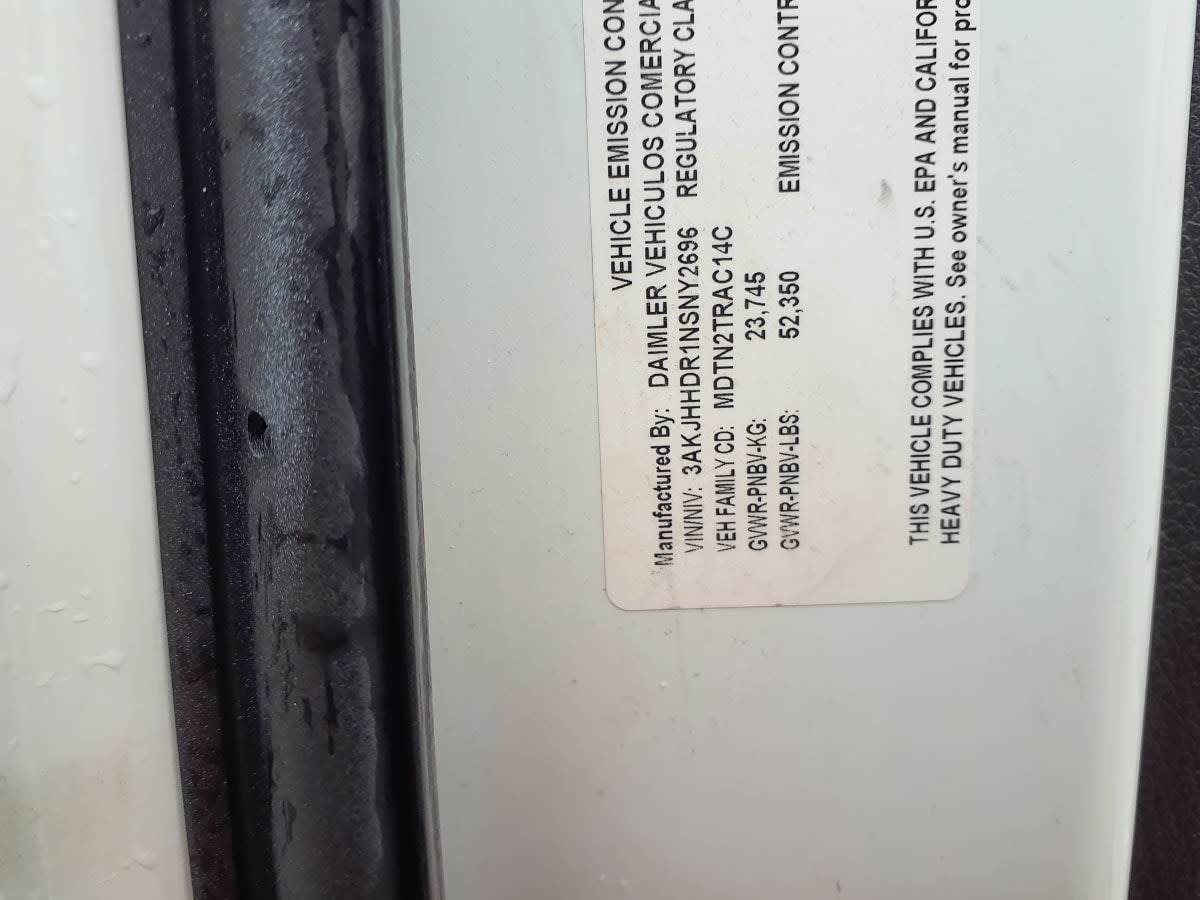 VEHICLE EMISSION CON
Manufactured By: DAIMLER VEHICULOS COMERCIA
VIN/NIV: 3AKJHHDR1NSNY2696 REGULATORY CLA
VEH FAMILY CD: MDTN2TRAC14C
GVWR-PNBV-KG: 23,745
GVWR-PNBV-LBS: 52,350 EMISSION CONTR
THIS VEHICLE COMPLIES WITH U.S. EPA AND CALIFOR
HEAVY DUTY VEHICLES. See owner's manual for pro